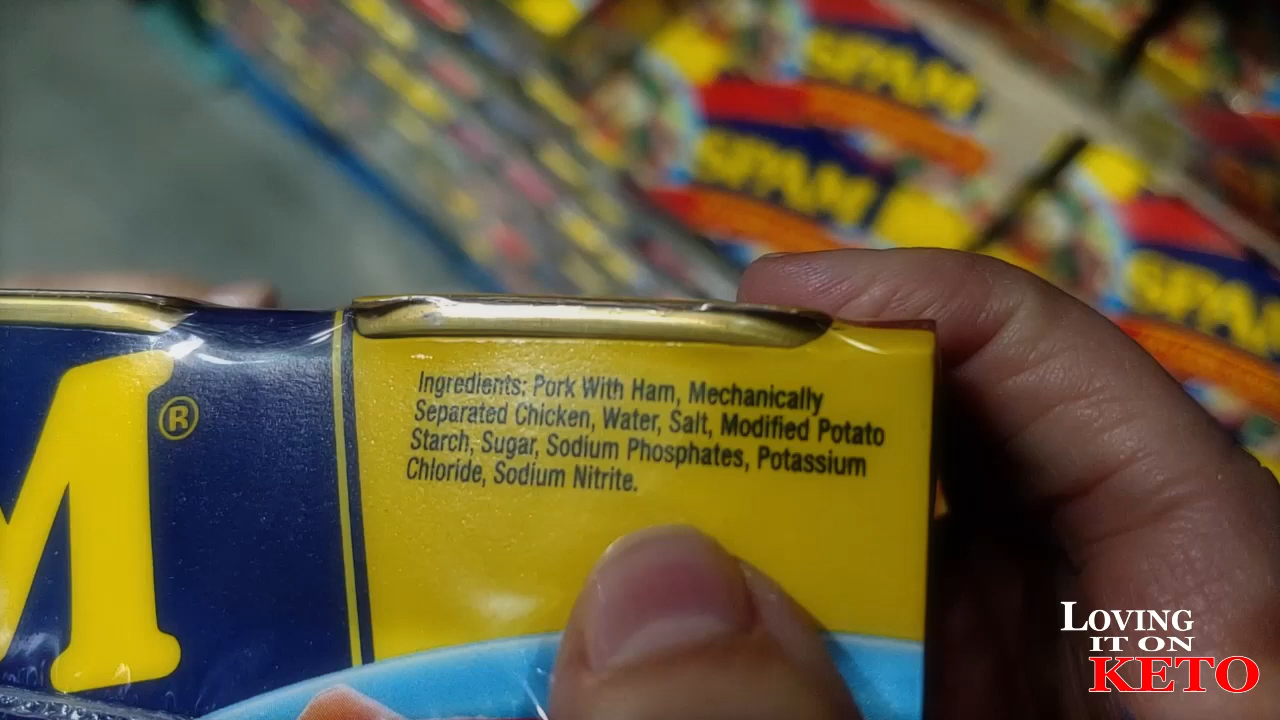 SPAM
SPAM
SPAM
M®
Ingredients: Pork With Ham, Mechanically
Separated Chicken, Water, Salt, Modified Potato
Starch, Sugar, Sodium Phosphates, Potassium
Chloride, Sodium Nitrite.
LOVING
IT ON
KETO